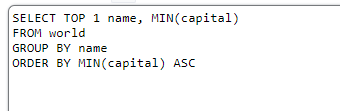 SELECT TOP 1 name, MIN(capital)
FROM world
GROUP BY name
ORDER BY MIN(capital) ASC